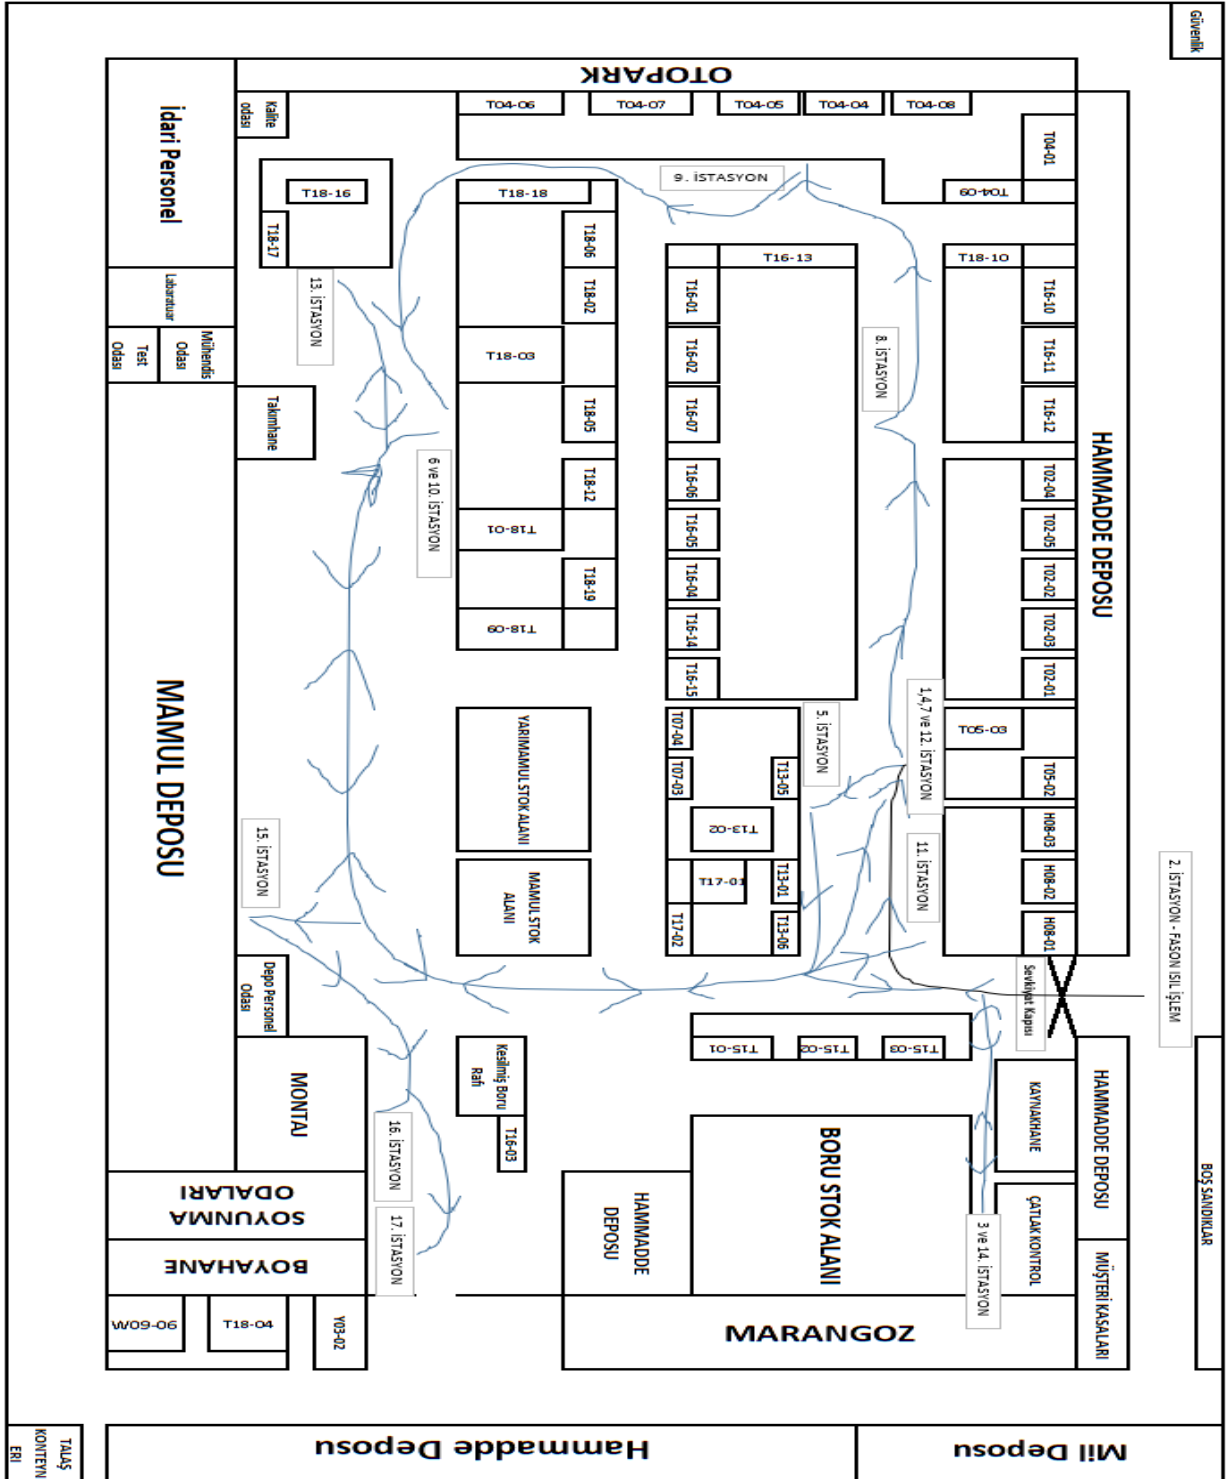 Güvenlik
OTOPARK
İdari Personel
Kalite
odası
T04-06
T04-07
T04-05
T04-04
T04-08
T04-01
T04-09
T18-16
T18-17
T18-18
T18-06
T18-02
T18-03
T18-05
T18-12
T18-01
T18-19
T18-09
9. İSTASYON
T16-13
T16-01
T16-02
T16-07
T16-06
T16-05
T16-04
T16-14
T16-15
T18-10
T16-10
T16-11
T16-12
T02-04
T02-05
T02-02
T02-03
T02-01
T05-03
T05-02
H08-03
H08-02
H08-01
HAMMADDE DEPOSU
Labaratuar
Mühendis
Odası
Test
Odası
Takımhane
13. İSTASYON
8. İSTASYON
6 ve 10. İSTASYON
1,4,7 ve 12. İSTASYON
5. İSTASYON
11. İSTASYON
T07-04
T07-03
T13-05
T13-02
T17-01
T13-01
T17-02
T13-06
YARIMAMUL STOK ALANI
MAMUL STOK
ALANI
MAMUL DEPOSU
15. İSTASYON
2. İSTASYON - FASON ISIL İŞLEM
Sevkiyat Kapısı
Depo Personel
Odası
MONTAJ
Kesilmiş Boru
Rafı
T16-03
T15-01
T15-02
T15-03
KAYNAKHANE
HAMMADDE DEPOSU
BOŞ SANDIKLAR
16. İSTASYON
17. İSTASYON
SOYUNMA
ODALARI
BOYAHANE
HAMMADDE
DEPOSU
BORU STOK ALANI
3 ve 14. İSTASYON
ÇATLAK KONTROL
MÜŞTERİ KASALARI
W09-06
T18-04
Y03-02
MARANGOZ
TALAŞ
KONTEYN
ERI
Hammadde Deposu
Mil Deposu